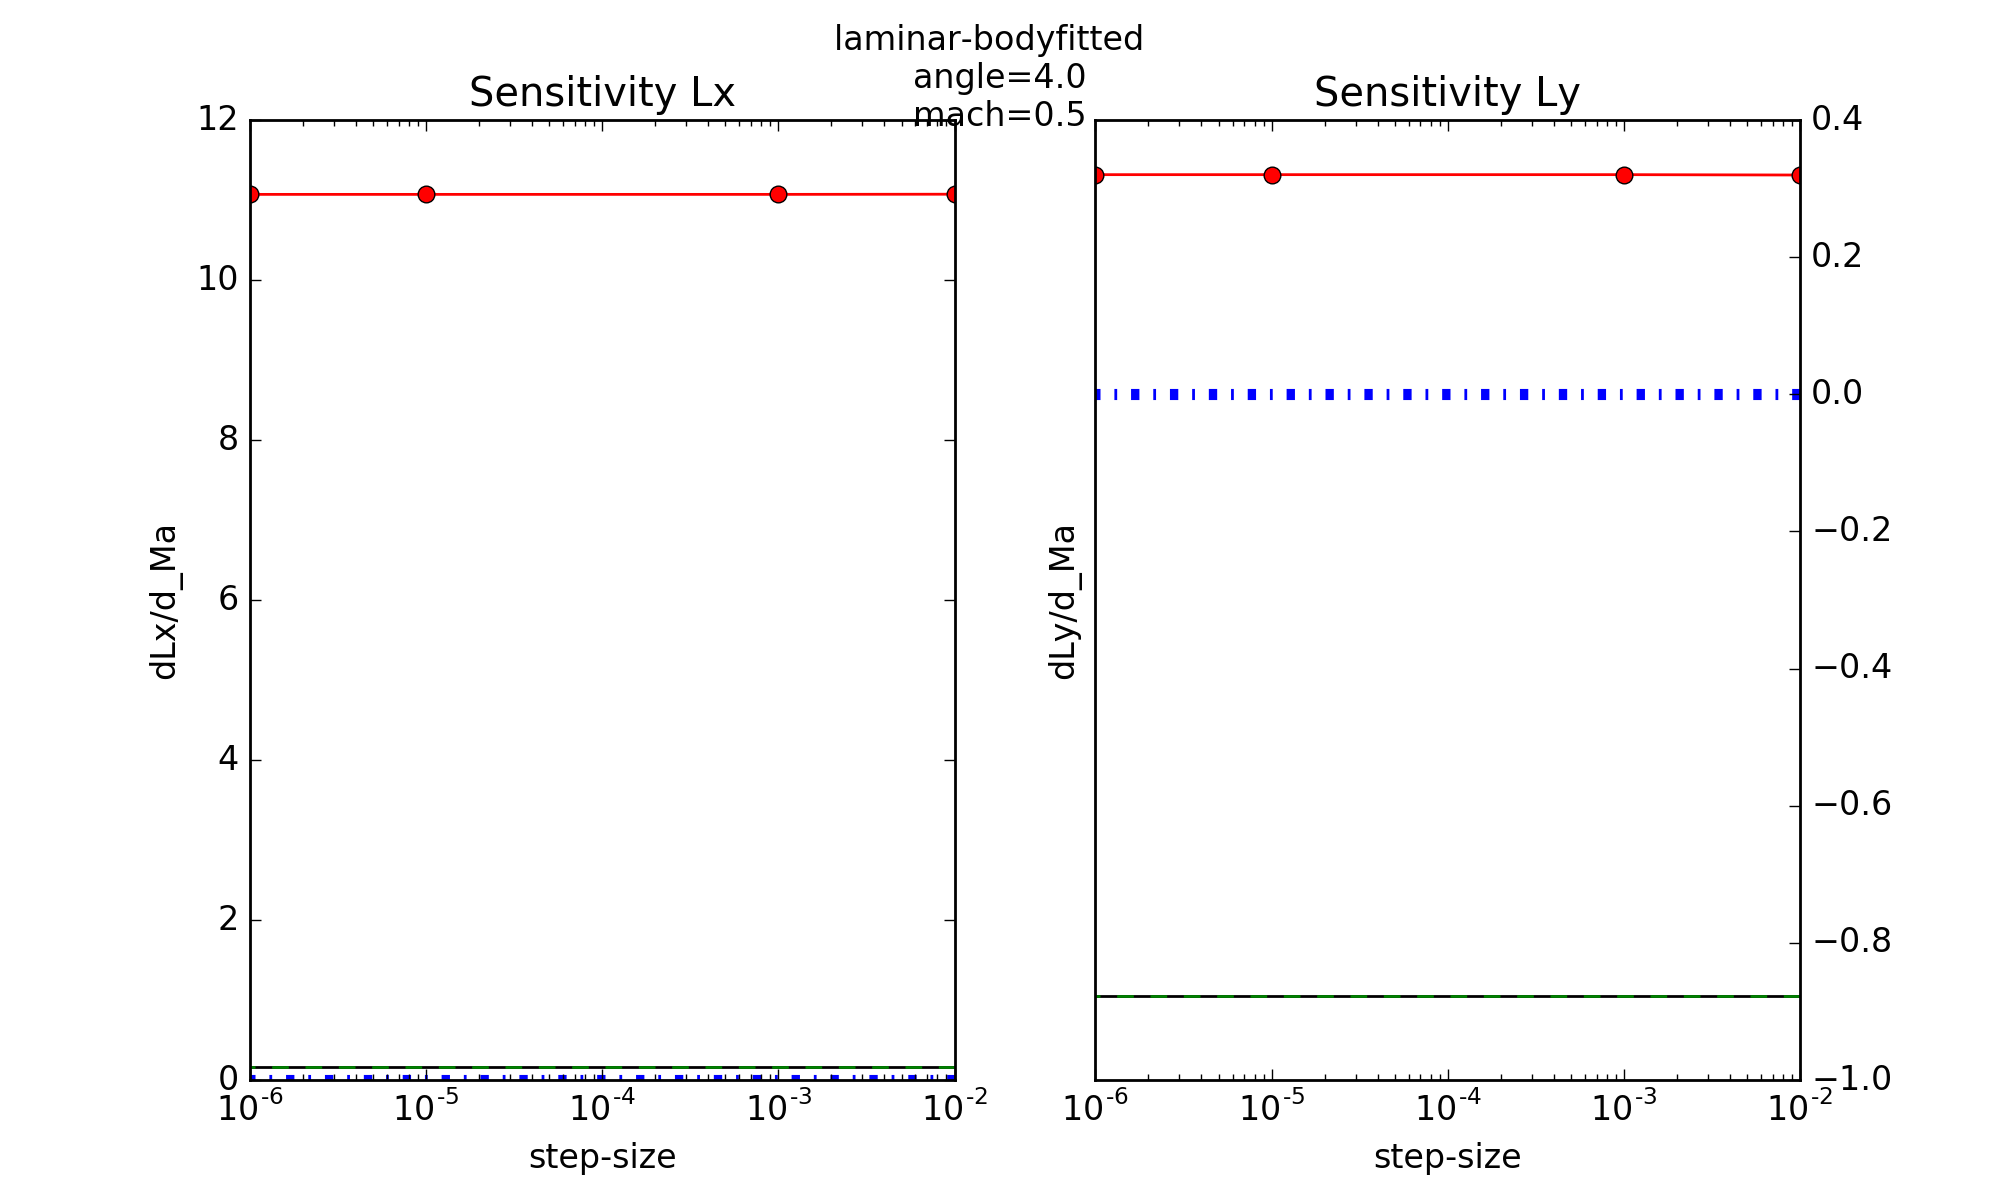 laminar-bodyfitted
angle=4.0
mach=0.5
Sensitivity Lx
12
10
8
6
4
2
0
dLx/d_Ma
10^-6 10^-5 10^-4 10^-3 10^-2
step-size
Sensitivity Ly
dLy/d_Ma
0.4
0.2
0.0
−0.2
−0.4
−0.6
−0.8
−1.0
10^-6 10^-5 10^-4 10^-3 10^-2
step-size